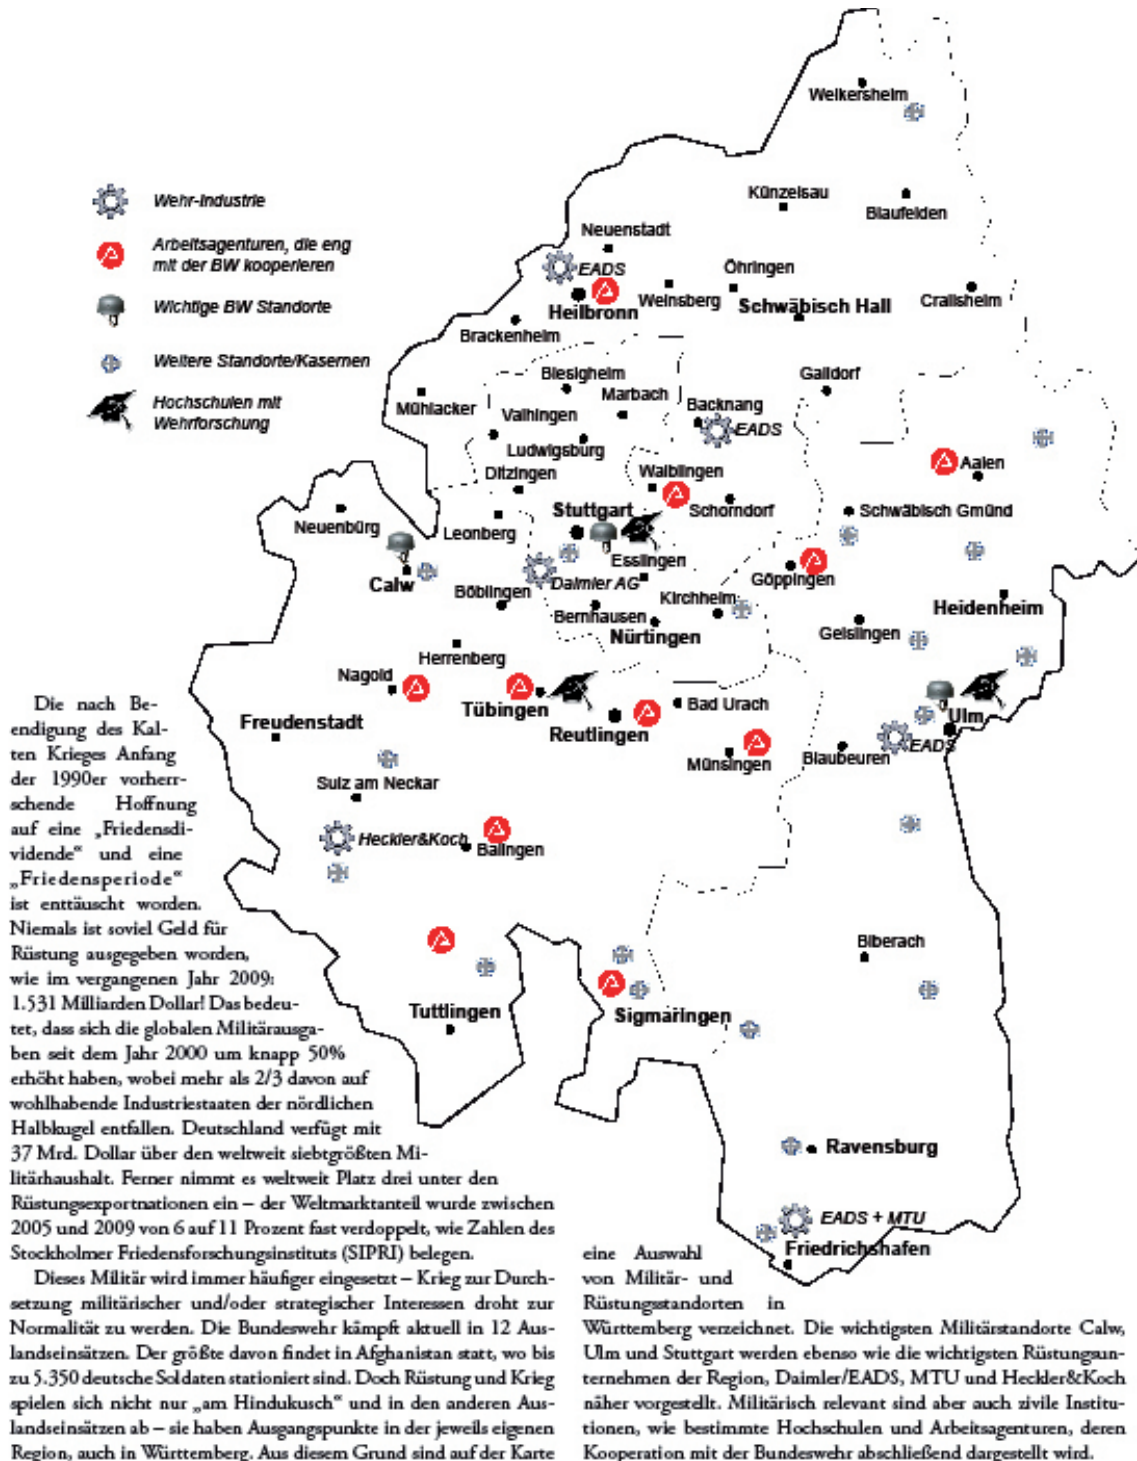 Weikersheim
Künzelsau
Blaufelden
Wehr-Industrie
Arbeitsagenturen, die eng
mit der BW kooperieren
Wichtige BW Standorte
Weitere Standorte/Kasernen
Hochschulen mit
Wehrforschung
Neuenstadt
EADS
Heilbronn
Weinsberg
Öhringen
Schwäbisch Hall
Crailsheim
Brackenheim
Mühlacker
Biesigheim
Marbach
Vaihingen
Ludwigsburg
Backnang
EADS
Gaildorf
Ditzingen
Waiblingen
Aalen
Neuenbürg
Leonberg
Stuttgart
Schorndorf
Schwäbisch Gmünd
Calw
Böblingen
Daimler AG
Esslingen
Bernhausen
Kirchheim
Nürtingen
Göppingen
Geislingen
Heidenheim
Herrenberg
Nagold
Tübingen
Freudenstadt
Reutlingen
Bad Urach
Münsingen
Blaubeuren
EADS
Ulm
Sulz am Neckar
Heckler&Koch
Balingen
Tuttlingen
Sigmaringen
Biberach
Ravensburg
EADS + MTU
Friedrichshafen
Die nach Be-
endigung des Kal-
ten Krieges Anfang
der 1990er vorherr-
schende Hoffnung
auf eine „Friedensdi-
vidende“ und eine
„Friedensperiode“
ist enttäuscht worden.
Niemals ist soviel Geld für
Rüstung ausgegeben worden,
wie im vergangenen Jahr 2009:
1.531 Milliarden Dollar! Das bedeu-
tet, dass sich die globalen Militärausga-
ben seit dem Jahr 2000 um knapp 50%
erhöht haben, wobei mehr als 2/3 davon auf
wohlhabende Industriestaaten der nördlichen
Halbkugel entfallen. Deutschland verfügt mit
37 Mrd. Dollar über den weltweit siebtgrößten Mi-
litärhaushalt. Ferner nimmt es weltweit Platz drei unter den
Rüstungsexportnationen ein – der Weltmarktanteil wurde zwischen
2005 und 2009 von 6 auf 11 Prozent fast verdoppelt, wie Zahlen des
Stockholmer Friedensforschungsinstituts (SIPRI) belegen.
Dieses Militär wird immer häufiger eingesetzt – Krieg zur Durch-
setzung militärischer und/oder strategischer Interessen droht zur
Normalität zu werden. Die Bundeswehr kämpft aktuell in 12 Aus-
landseinsätzen. Der größte davon findet in Afghanistan statt, wo bis
zu 5.350 deutsche Soldaten stationiert sind. Doch Rüstung und Krieg
spielen sich nicht nur „am Hindukusch“ und in den anderen Aus-
landseinsätzen ab – sie haben Ausgangspunkte in der jeweils eigenen
Region, auch in Württemberg. Aus diesem Grund sind auf der Karte
eine Auswahl
von Militär- und
Rüstungsstandorten in
Württemberg verzeichnet. Die wichtigsten Militärstandorte Calw,
Ulm und Stuttgart werden ebenso wie die wichtigsten Rüstungsun-
ternehmen der Region, Daimler/EADS, MTU und Heckler&Koch
näher vorgestellt. Militärisch relevant sind aber auch zivile Institu-
tionen, wie bestimmte Hochschulen und Arbeitsagenturen, deren
Kooperation mit der Bundeswehr abschließend dargestellt wird.